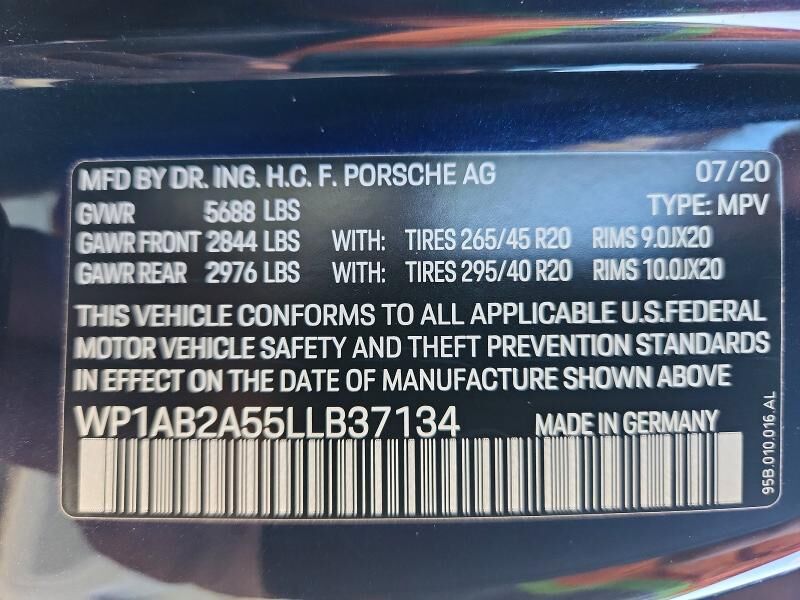 MFD BY DR. ING. H.C. F. PORSCHE AG 07/20
GVWR 5688 LBS TYPE: MPV
GAWR FRONT 2844 LBS WITH: TIRES 265/45 R20 RIMS 9.0JX20
GAWR REAR 2976 LBS WITH: TIRES 295/40 R20 RIMS 10.0JX20
THIS VEHICLE CONFORMS TO ALL APPLICABLE U.S.FEDERAL
MOTOR VEHICLE SAFETY AND THEFT PREVENTION STANDARDS
IN EFFECT ON THE DATE OF MANUFACTURE SHOWN ABOVE
WP1AB2A55LLB37134 MADE IN GERMANY
95B.010.016.AL